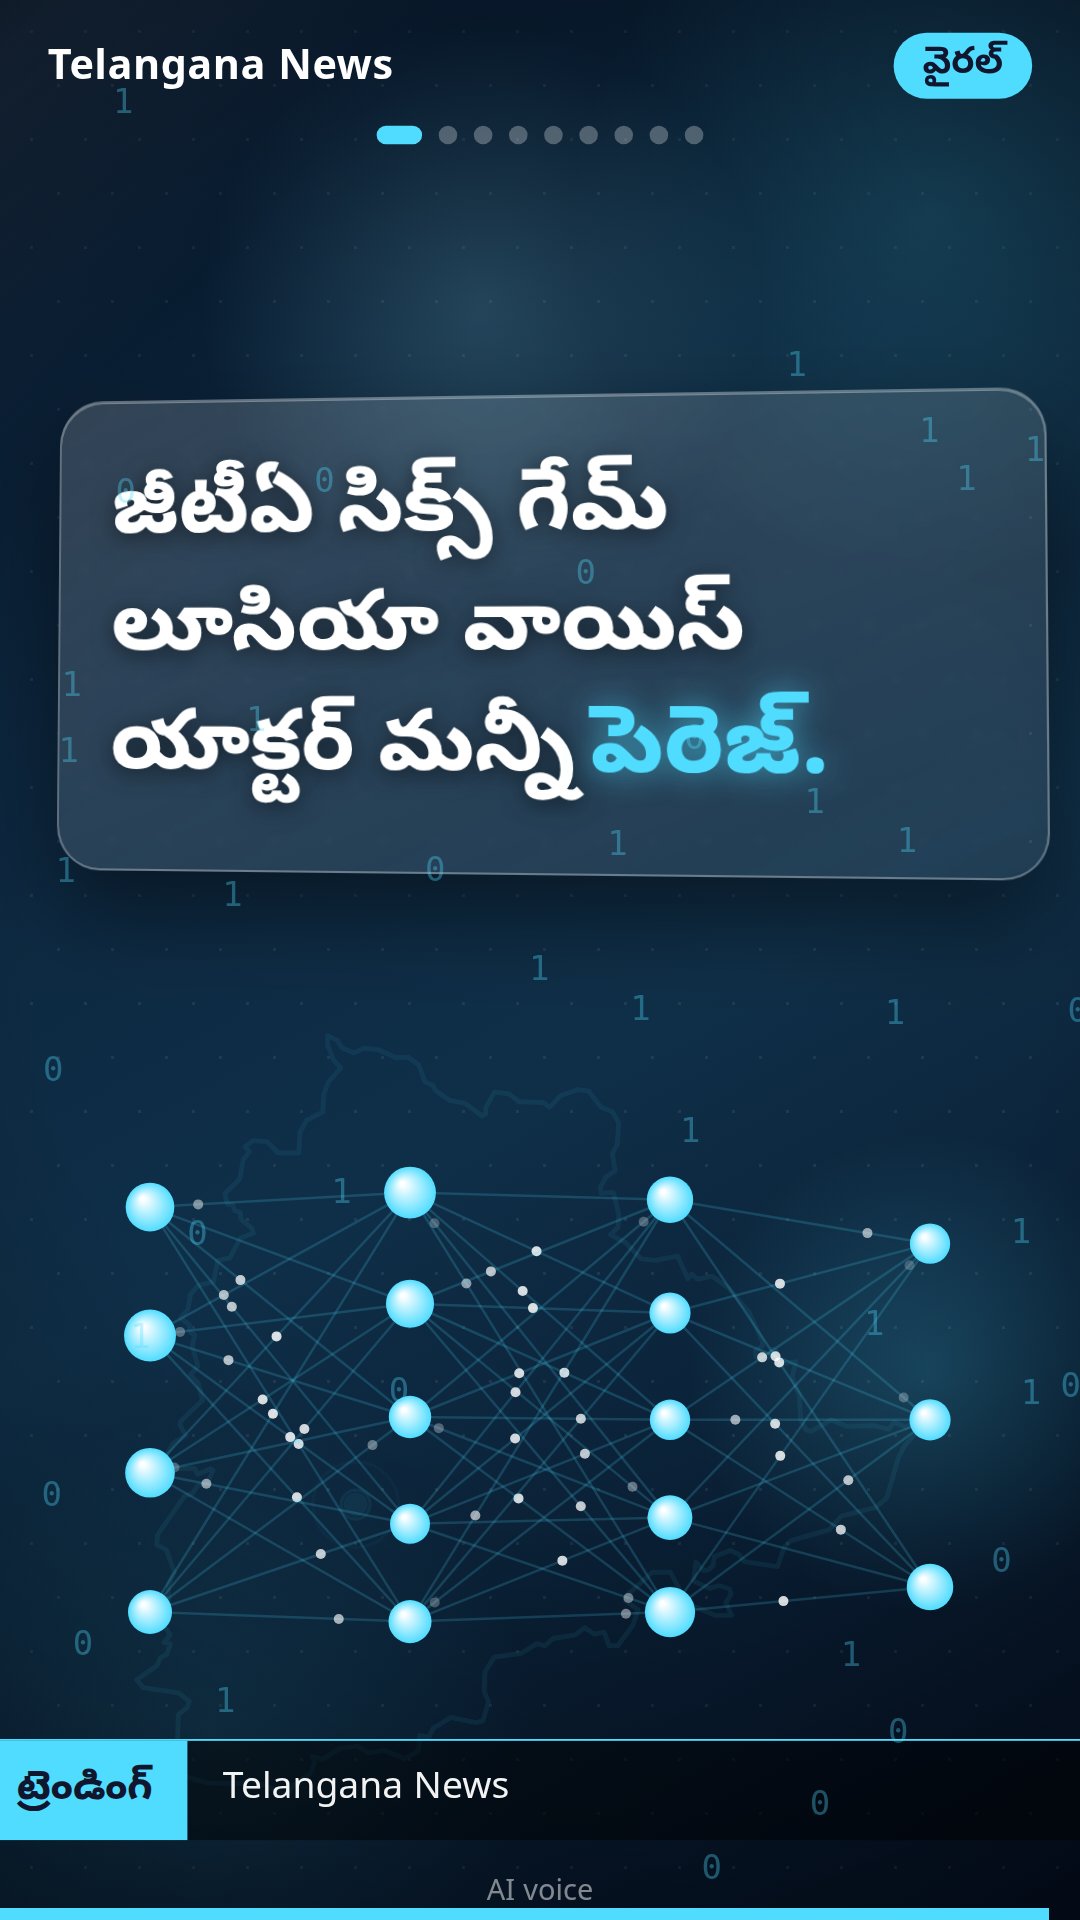 Telangana News
వైరల్
జీటీఏ సిక్స్ గేమ్
లూసియా వాయిస్
యాక్టర్ మన్నీ పెరెజ్.
ట్రెండింగ్
Telangana News
AI voice